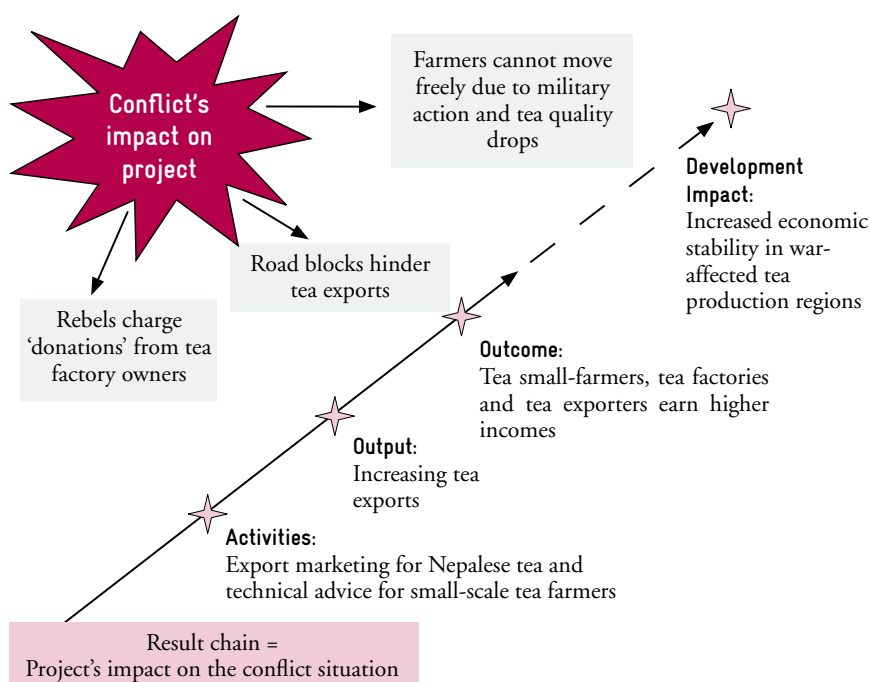 Conflict's
impact on
project
Farmers cannot move
freely due to military
action and tea quality
drops
Road blocks hinder
tea exports
Rebels charge
‘donations’ from tea
factory owners
Development
Impact:
Increased economic
stability in war-
affected tea
production regions
Outcome:
Tea small-farmers, tea factories
and tea exporters earn higher
incomes
Output:
Increasing tea
exports
Activities:
Export marketing for Nepalese tea and
technical advice for small-scale tea farmers
Result chain =
Project's impact on the conflict situation